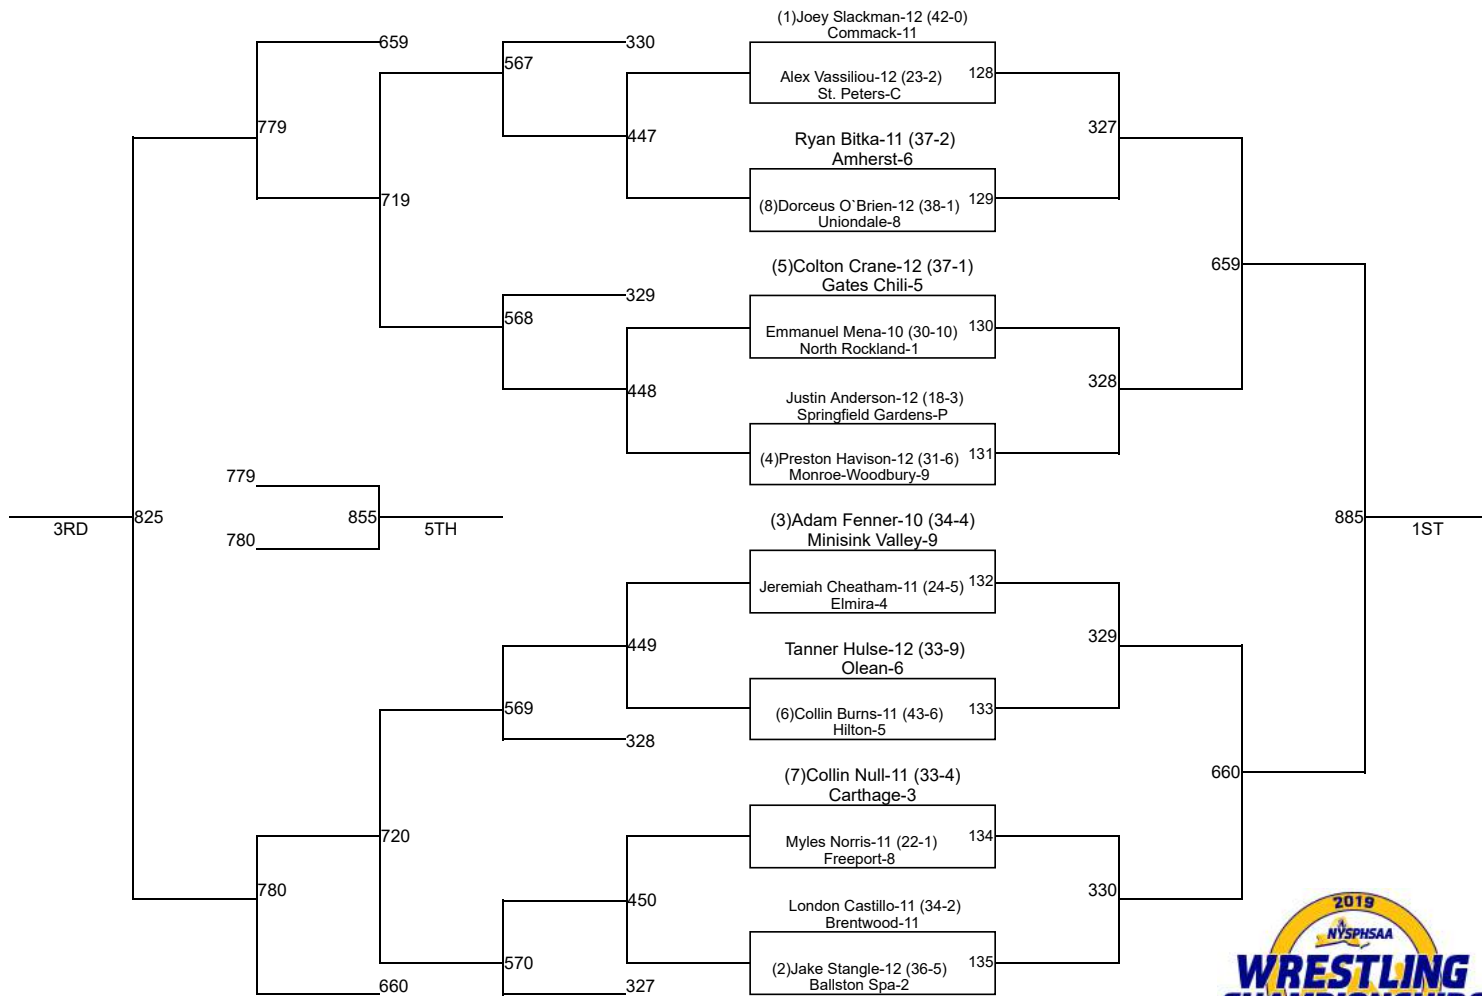 (1)Joey Slackman-12 (42-0)
Commack-11
659
330
567
Alex Vassiliou-12 (23-2)
128
St. Peters-C
779
447
327
Ryan Bitka-11 (37-2)
Amherst-6
719
(8)Dorceus O`Brien-12 (38-1)
129
Uniondale-8
659
(5)Colton Crane-12 (37-1)
Gates Chili-5
329
568
Emmanuel Mena-10 (30-10)
130
North Rockland-1
448
328
Justin Anderson-12 (18-3)
Springfield Gardens-P
(4)Preston Havison-12 (31-6)
131
Monroe-Woodbury-9
779
3RD
825
855
5TH
780
(3)Adam Fenner-10 (34-4)
Minisink Valley-9
885
1ST
Jeremiah Cheatham-11 (24-5)
132
Elmira-4
449
329
Tanner Hulse-12 (33-9)
Olean-6
569
(6)Collin Burns-11 (43-6)
133
Hilton-5
328
660
(7)Collin Null-11 (33-4)
Carthage-3
720
Myles Norris-11 (22-1)
134
Freeport-8
780
450
330
London Castillo-11 (34-2)
Brentwood-11
570
(2)Jake Stangle-12 (36-5)
135
Ballston Spa-2
660
327
2019
NYSPHSAA
WRESTLING
CHAMPIONSHIPS